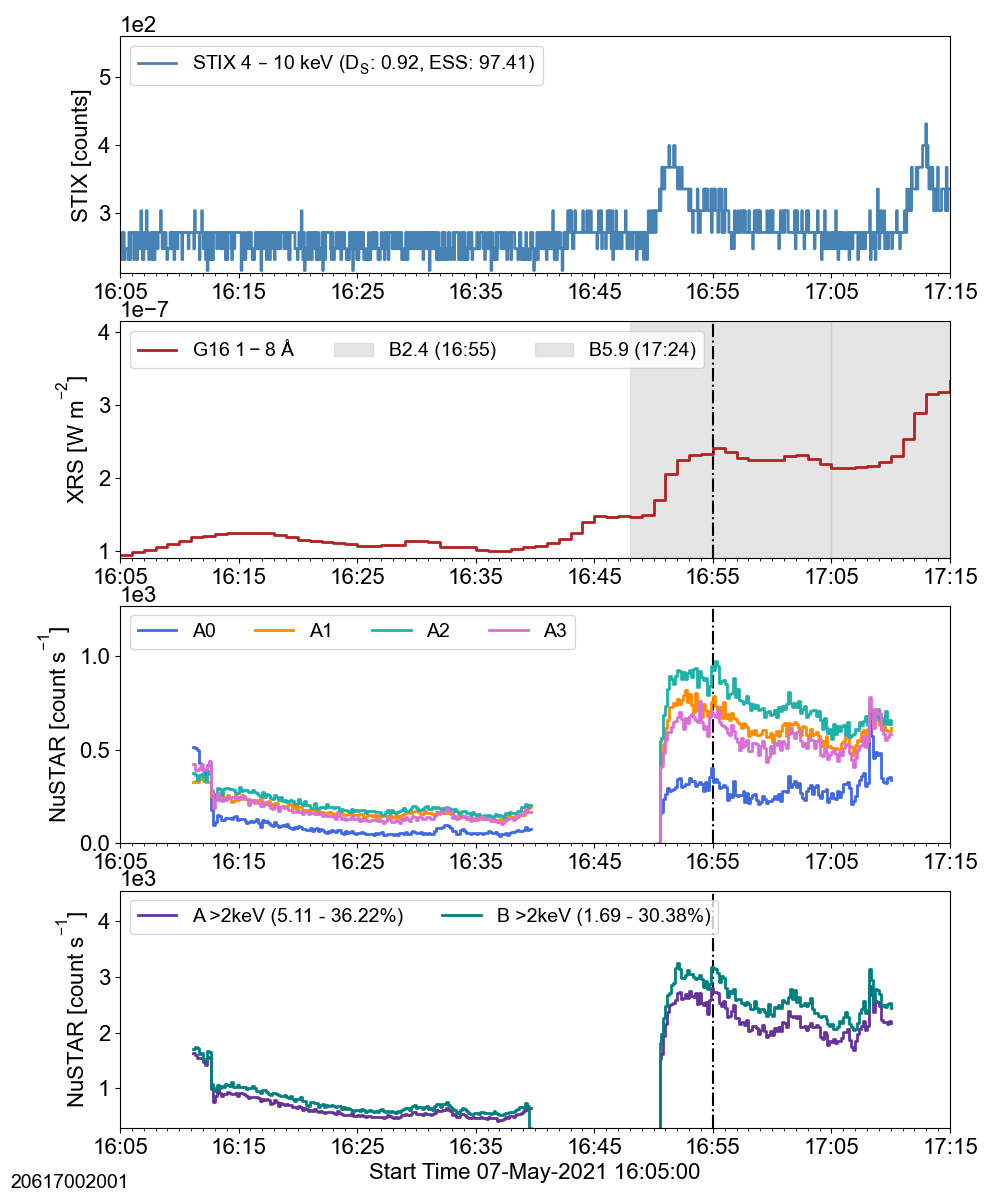 1e2
STIX 4 − 10 keV (D_S: 0.92, ESS: 97.41)
STIX [counts]
5
4
3
16:05 16:15 16:25 16:35 16:45 16:55 17:05 17:15
1e−7
G16 1 − 8 Å B2.4 (16:55) B5.9 (17:24)
XRS [W m⁻²]
4
3
2
1
16:05 16:15 16:25 16:35 16:45 16:55 17:05 17:15
1e3
A0 A1 A2 A3
NuSTAR [count s⁻¹]
1.0
0.5
0.0
16:05 16:15 16:25 16:35 16:45 16:55 17:05 17:15
1e3
A >2keV (5.11 - 36.22%) B >2keV (1.69 - 30.38%)
NuSTAR [count s⁻¹]
4
3
2
1
16:05 16:15 16:25 16:35 16:45 16:55 17:05 17:15
Start Time 07-May-2021 16:05:00
20617002001